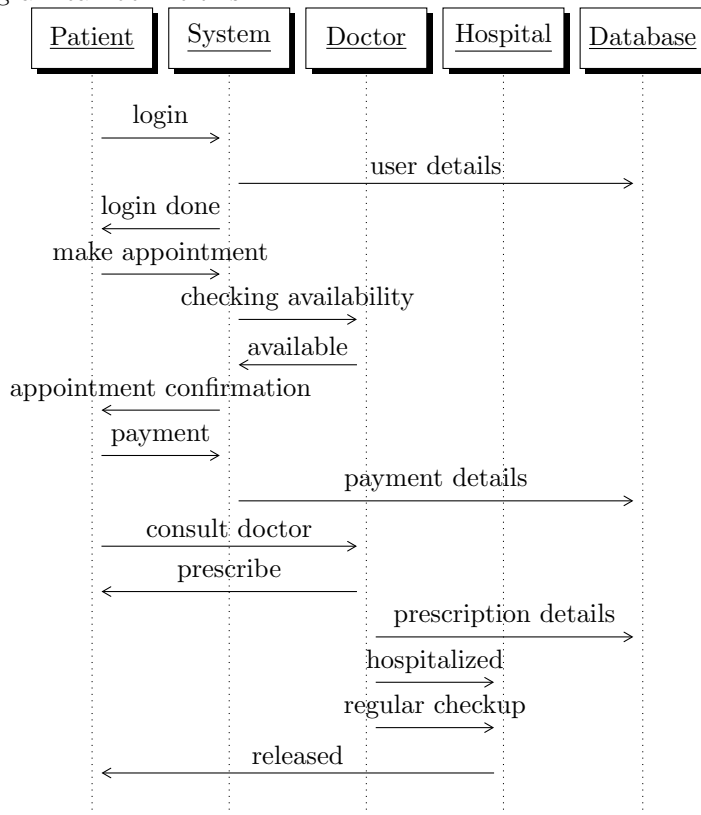 Patient System Doctor Hospital Database
login
user details
login done
make appointment
checking availability
available
appointment confirmation
payment
payment details
consult doctor
prescribe
prescription details
hospitalized
regular checkup
released